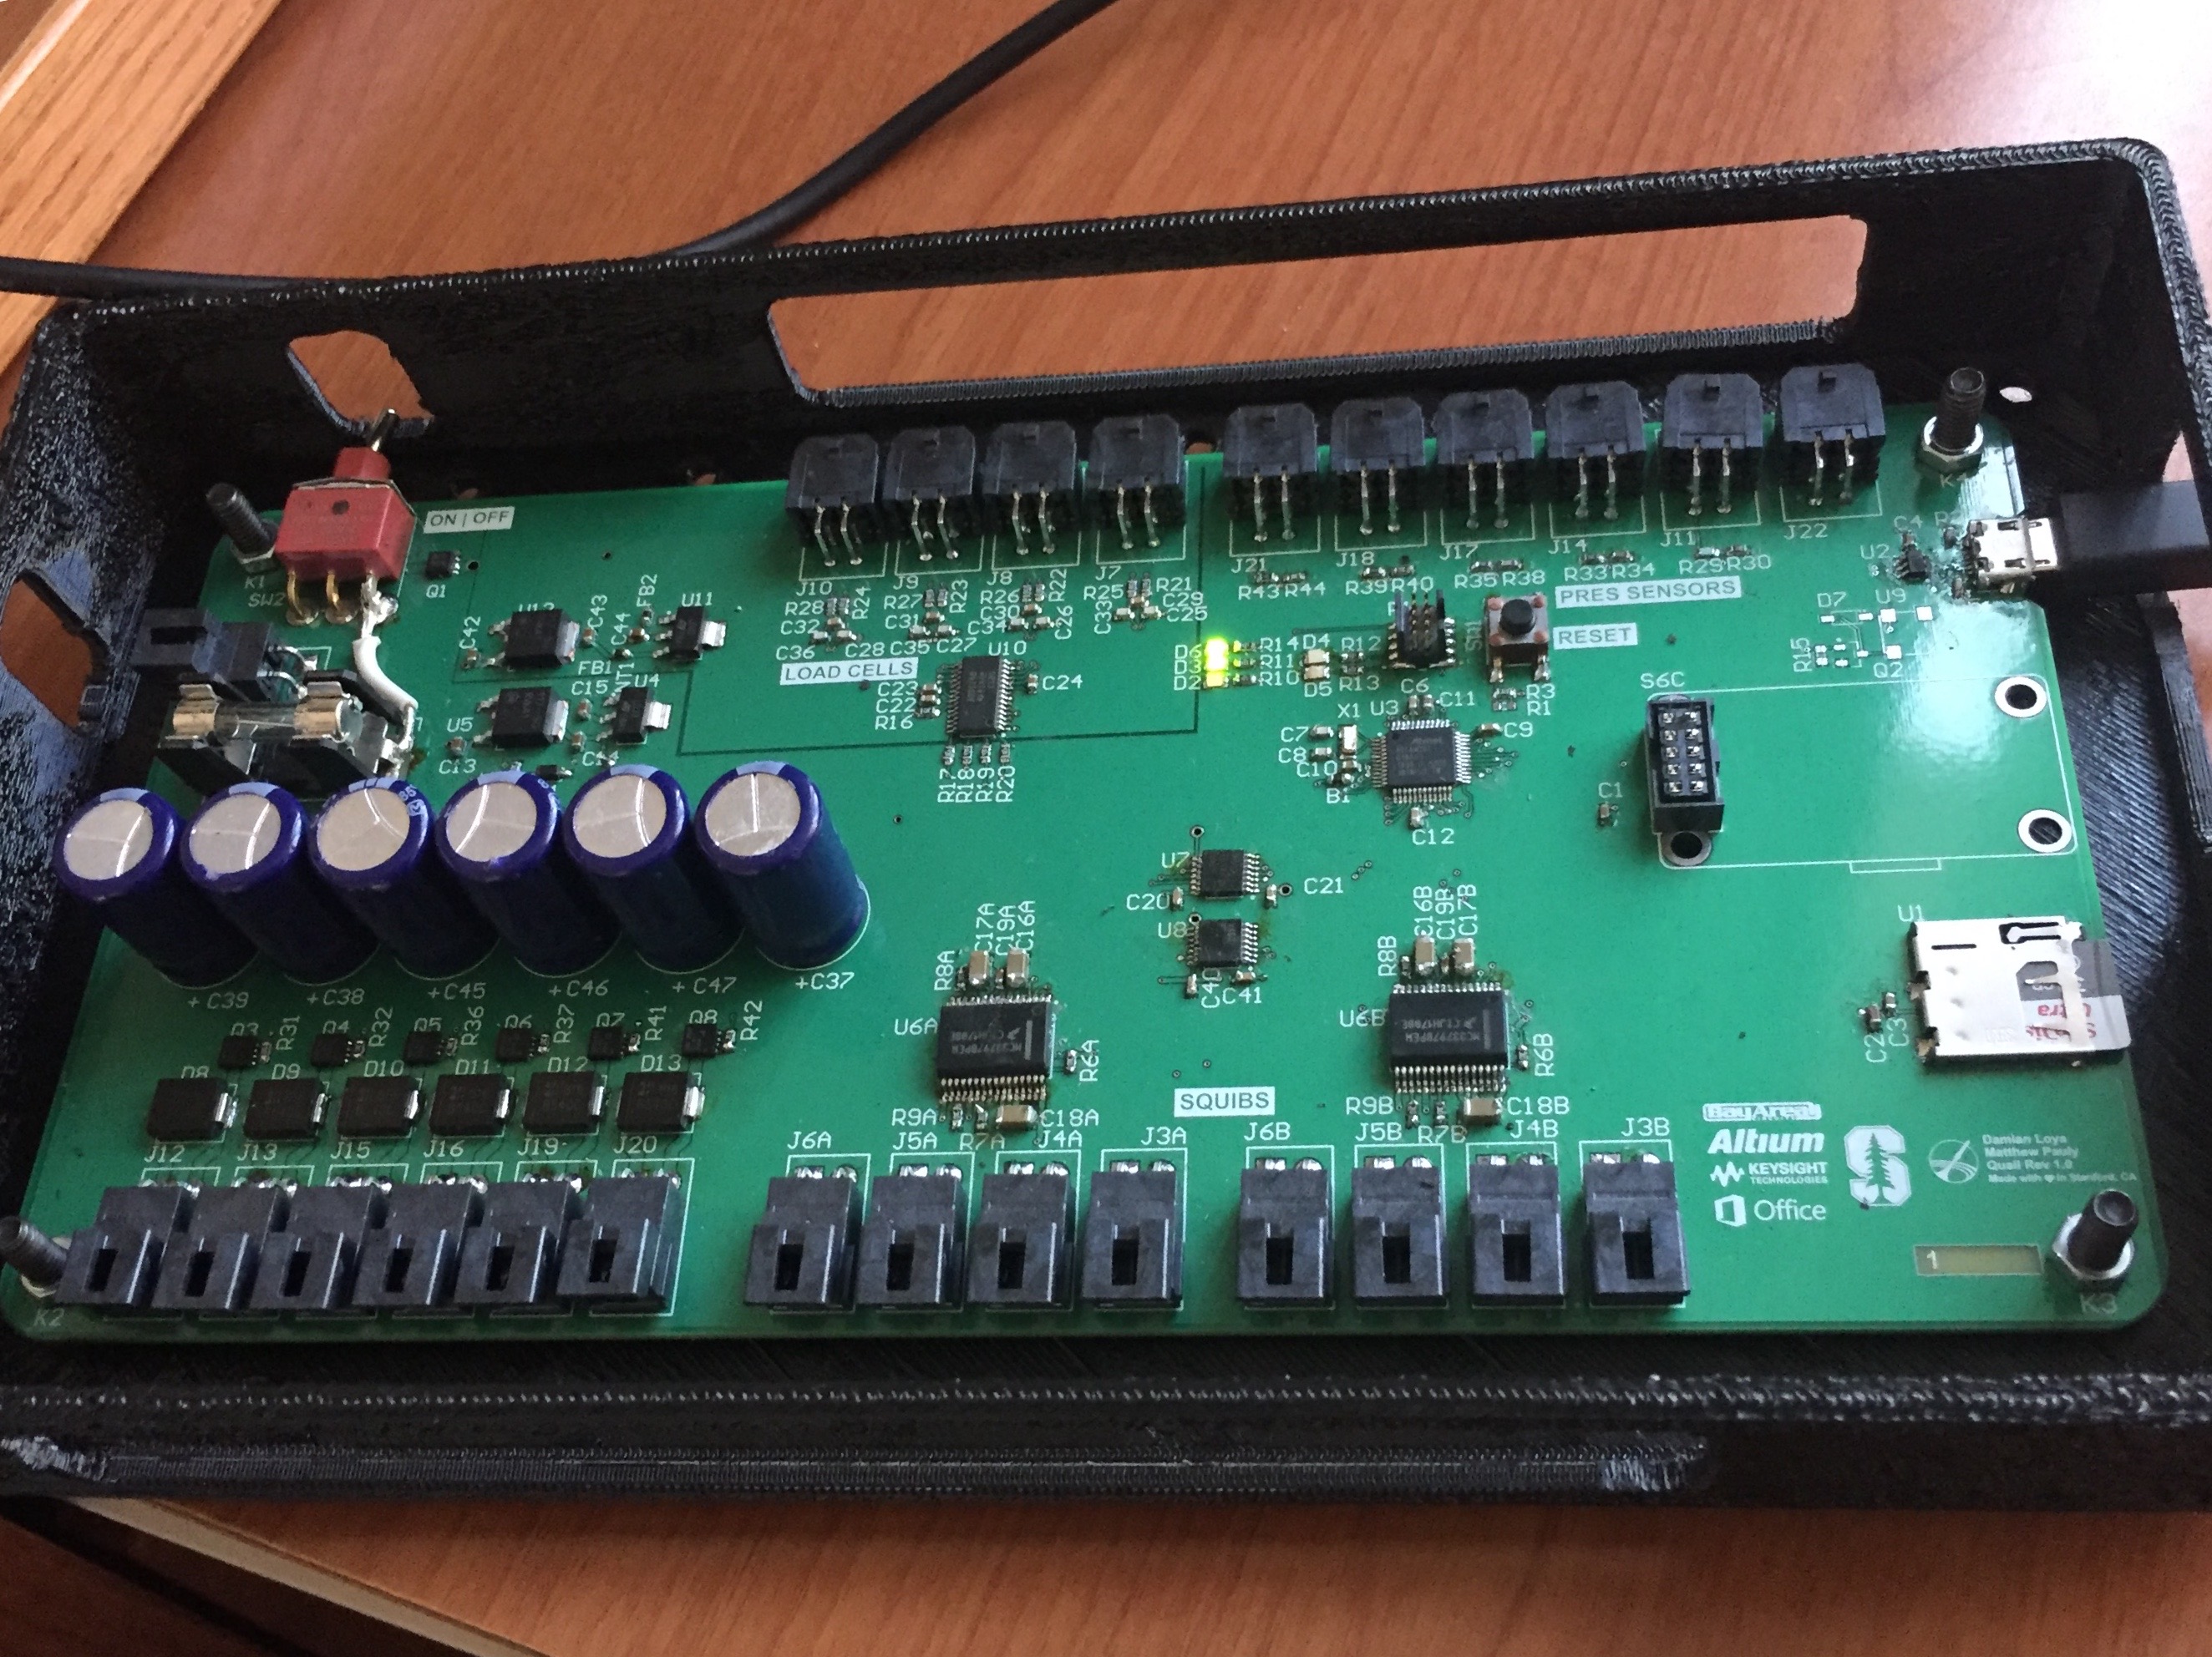 ON | OFF
K1
SW2
Q1
C42
C43
C44
FB2
U11
FB1
C15
U4
U5
C13
J10
J9
J8
J7
J21
J18
J17
J14
J11
J22
R28
R24
R27
R23
R22
R25
R21
C32
C31
C30
C26
C33
C29
C25
C36
C28
C35
C27
R43
R44
R39
R40
R35
R38
R33
R34
R29
R30
PRES SENSORS
RESET
LOAD CELLS
U10
C23
C22
R16
C24
R17
R18
R19
R20
D6
D3
D2
R14
R11
R10
D4
D5
R12
R13
C6
C11
R3
R1
X1
U3
C7
C8
C10
B1
C9
C12
S6C
C1
C4
U2
D7
U9
R15
Q2
U7
C20
C21
U8
C40
C41
+C39
+C38
+C45
+C46
+C47
+C37
Q3
R31
Q4
R32
Q5
R36
Q6
R37
Q7
R41
Q8
R42
D8
D9
D10
D11
D12
D13
J12
J13
J15
J16
J19
J20
R8A
C17A
C19A
C16A
U6A
R6A
R9A
R7A
C18A
R8B
C16B
C19B
C17B
U6B
R6B
R9B
R7B
C18B
SQUIBS
J6A
J5A
J4A
J3A
J6B
J5B
J4B
J3B
U1
C2
C3
BayArea
Altium
KEYSIGHT
TECHNOLOGIES
Office
S
Damian Loya
Matthew Pauly
Quail Rev 1.0
Made with ❤ in Stanford, CA
1
K2
K3